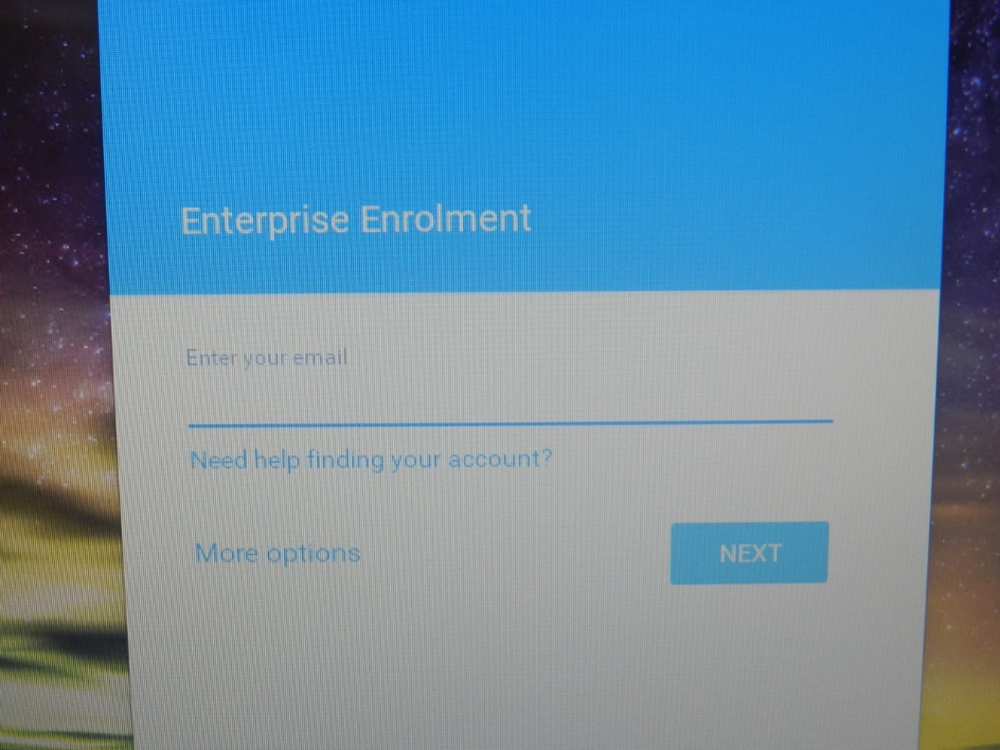 Enterprise Enrolment
Enter your email
Need help finding your account?
More options
NEXT